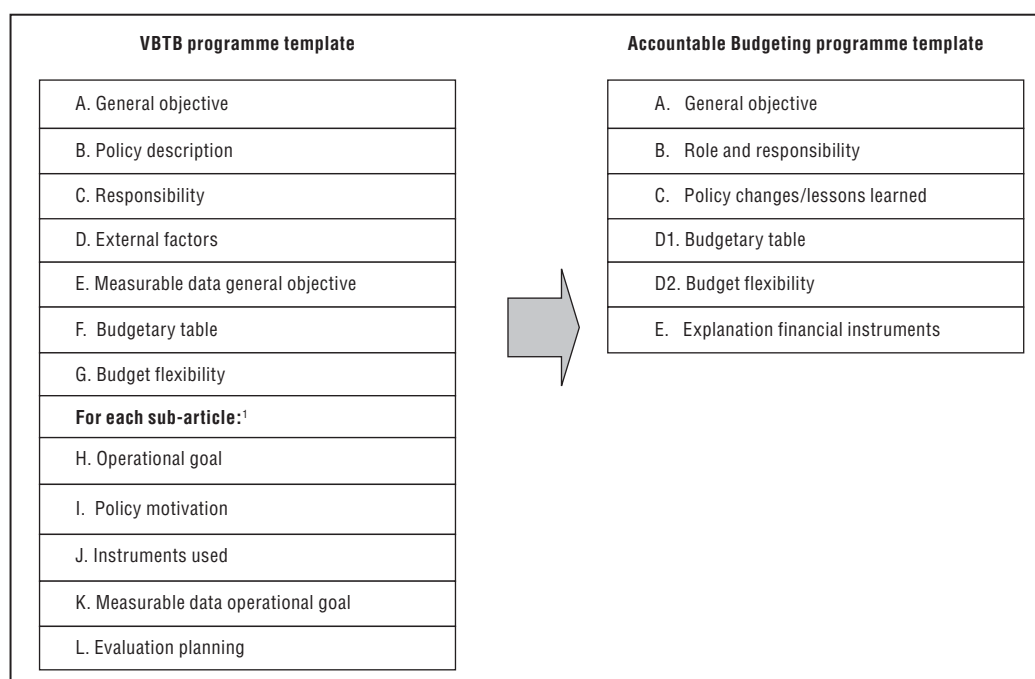 VBTB programme template
A. General objective
B. Policy description
C. Responsibility
D. External factors
E. Measurable data general objective
F. Budgetary table
G. Budget flexibility
For each sub-article:¹
H. Operational goal
I. Policy motivation
J. Instruments used
K. Measurable data operational goal
L. Evaluation planning
Accountable Budgeting programme template
A. General objective
B. Role and responsibility
C. Policy changes/lessons learned
D1. Budgetary table
D2. Budget flexibility
E. Explanation financial instruments